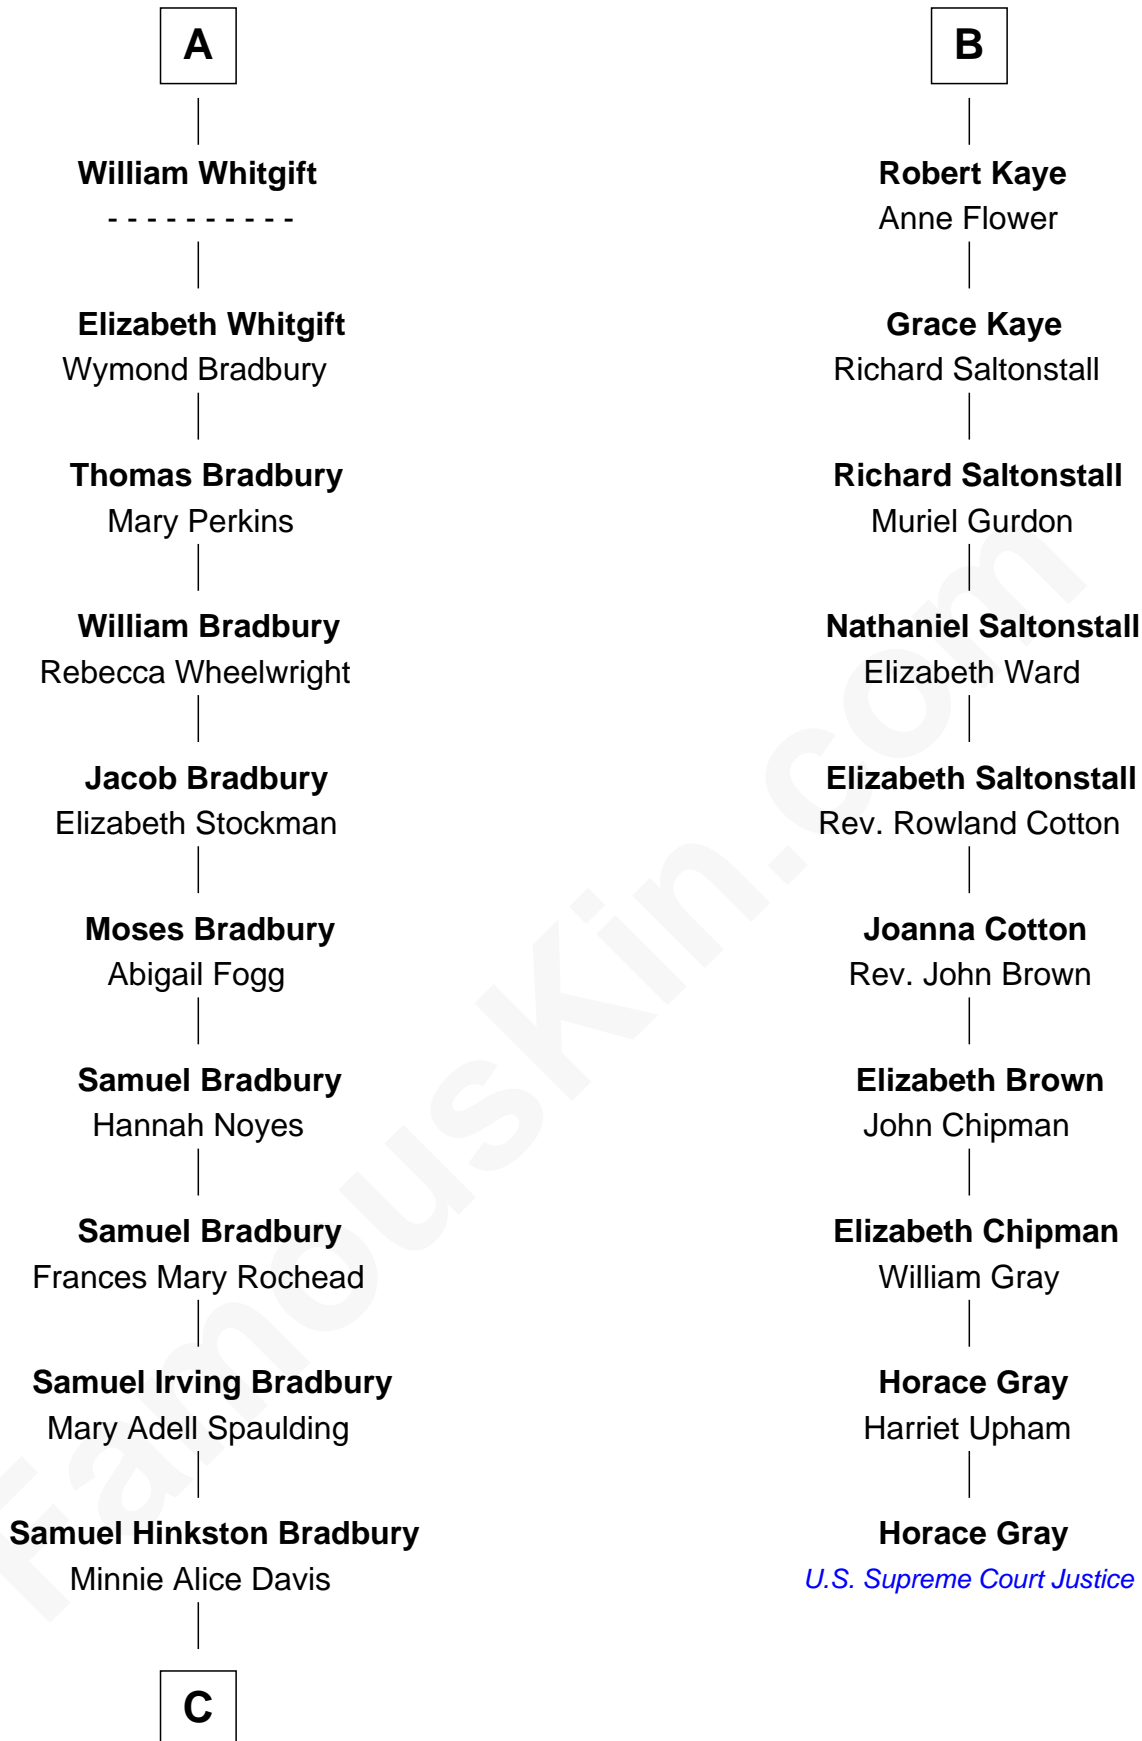 A
William Whitgift
- - - - - - - - - -
Elizabeth Whitgift
Wymond Bradbury
Thomas Bradbury
Mary Perkins
William Bradbury
Rebecca Wheelwright
Jacob Bradbury
Elizabeth Stockman
Moses Bradbury
Abigail Fogg
Samuel Bradbury
Hannah Noyes
Samuel Bradbury
Frances Mary Rochead
Samuel Irving Bradbury
Mary Adell Spaulding
Samuel Hinkston Bradbury
Minnie Alice Davis
C
B
Robert Kaye
Anne Flower
Grace Kaye
Richard Saltonstall
Richard Saltonstall
Muriel Gurdon
Nathaniel Saltonstall
Elizabeth Ward
Elizabeth Saltonstall
Rev. Rowland Cotton
Joanna Cotton
Rev. John Brown
Elizabeth Brown
John Chipman
Elizabeth Chipman
William Gray
Horace Gray
Harriet Upham
Horace Gray
U.S. Supreme Court Justice
FamousKin.com